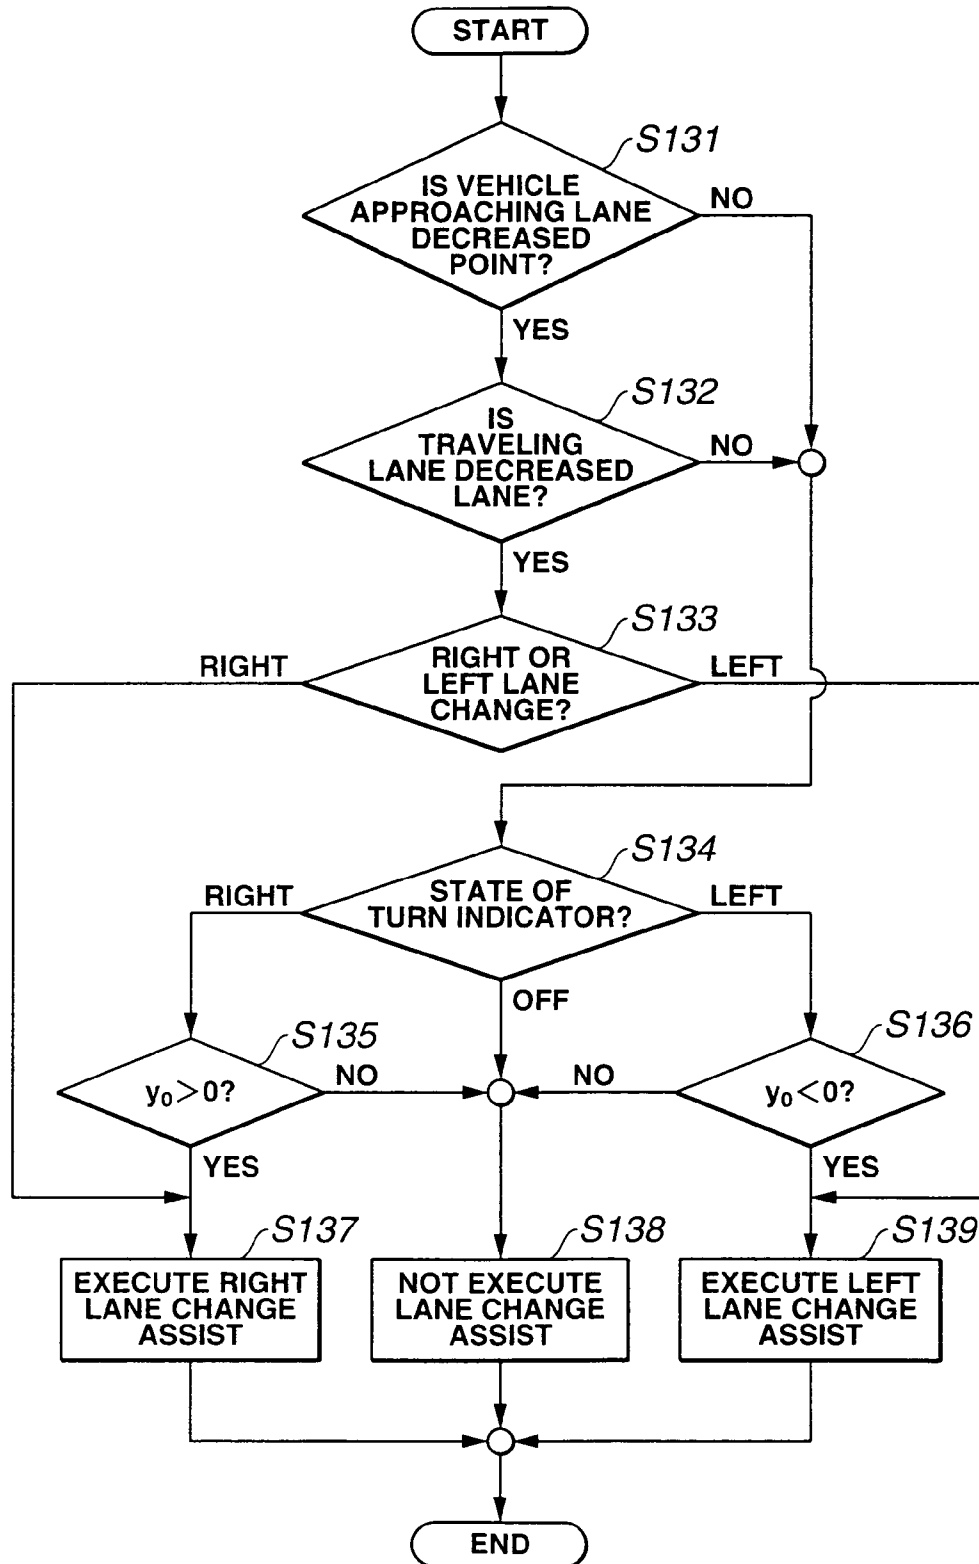 START
S131
IS VEHICLE
APPROACHING LANE
DECREASED
POINT?
NO
YES
S132
IS
TRAVELING
LANE DECREASED
LANE?
NO
YES
S133
RIGHT
RIGHT OR
LEFT LANE
CHANGE?
LEFT
S134
RIGHT
STATE OF
TURN INDICATOR?
LEFT
OFF
S135
y₀>0?
NO
YES
S136
NO
y₀<0?
YES
S137
EXECUTE RIGHT
LANE CHANGE
ASSIST
S138
NOT EXECUTE
LANE CHANGE
ASSIST
S139
EXECUTE LEFT
LANE CHANGE
ASSIST
END